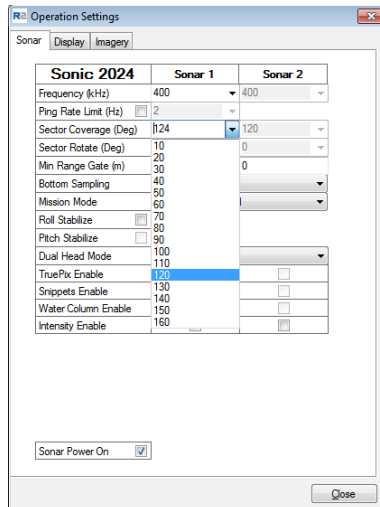 R2 Operation Settings
Sonar Display Imagery
Sonic 2024 Sonar 1 Sonar 2
Frequency (kHz) 400 400
Ping Rate Limit (Hz) 2
Sector Coverage (Deg) 124 120
Sector Rotate (Deg) 0
Min Range Gate (m) 0
Bottom Sampling
Mission Mode
Roll Stabilize
Pitch Stabilize
Dual Head Mode
TruePix Enable
Snippets Enable
Water Column Enable
Intensity Enable
10
20
30
40
50
60
70
80
90
100
110
120
130
140
150
160
Sonar Power On
Close